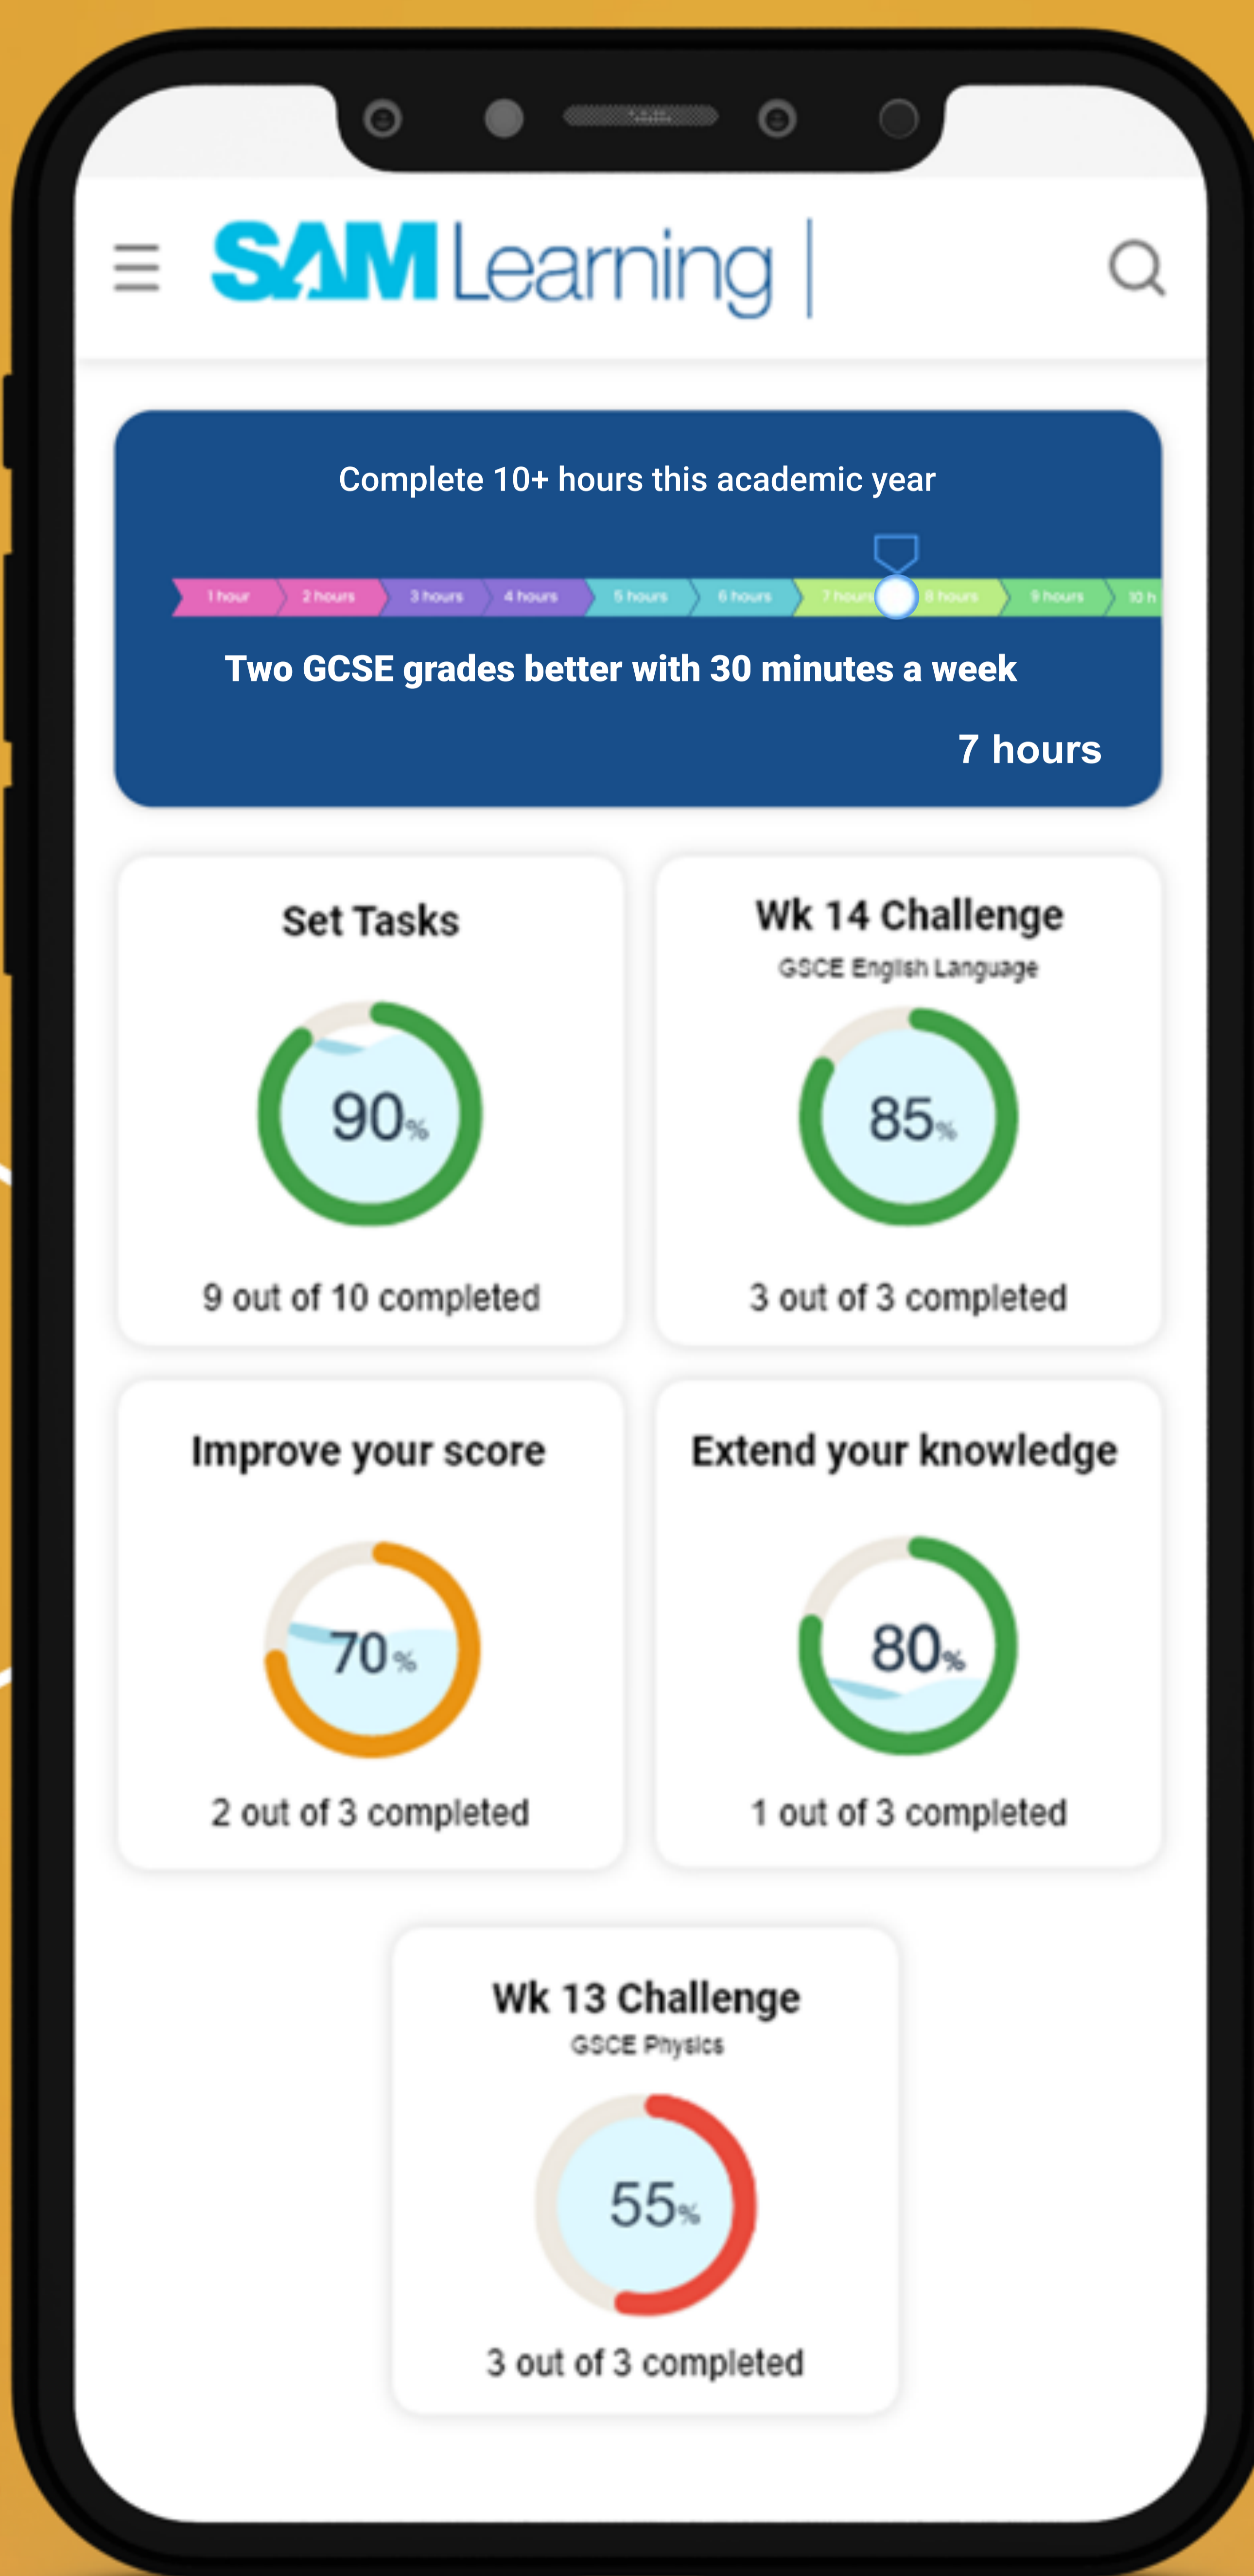 SAM Learning
Complete 10+ hours this academic year
1 hour 2 hours 3 hours 4 hours 5 hours 6 hours 7 hours 8 hours 9 hours 10 h
Two GCSE grades better with 30 minutes a week
7 hours
Set Tasks
90%
9 out of 10 completed
Wk 14 Challenge
GSCE English Language
85%
3 out of 3 completed
Improve your score
70%
2 out of 3 completed
Extend your knowledge
80%
1 out of 3 completed
Wk 13 Challenge
GSCE Physics
55%
3 out of 3 completed